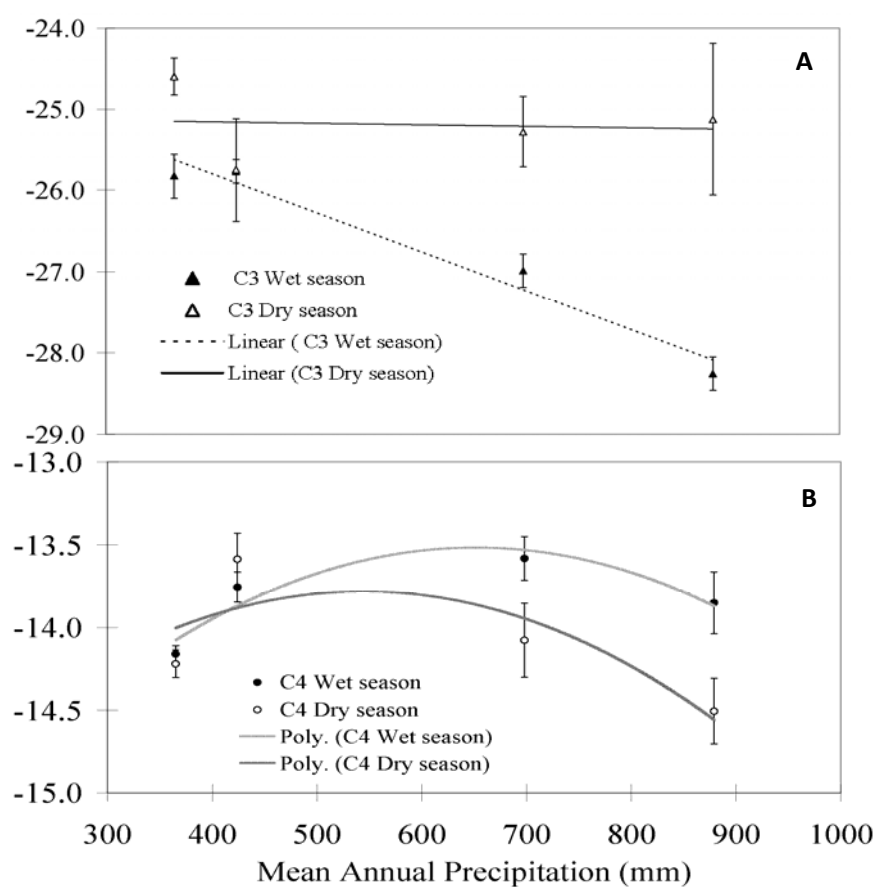 -24.0
A
-25.0
-26.0
-27.0
C3 Wet season
C3 Dry season
Linear ( C3 Wet season)
-28.0
Linear (C3 Dry season)
-29.0
-13.0
B
-13.5
-14.0
C4 Wet season
-14.5
C4 Dry season
Poly. (C4 Wet season)
Poly. (C4 Dry season)
-15.0
300 400 500 600 700 800 900 1000
Mean Annual Precipitation (mm)